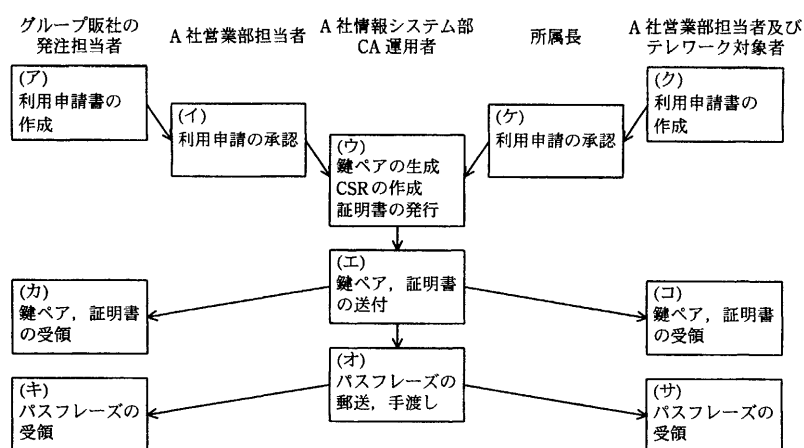 グループ販社の
発注担当者
A社営業部担当者
A社情報システム部
CA運用者
所属長
A社営業部担当者及び
テレワーク対象者
(ア)
利用申請書の
作成
(イ)
利用申請の承認
(ウ)
鍵ペアの生成
CSRの作成
証明書の発行
(ケ)
利用申請の承認
(ク)
利用申請書の
作成
(カ)
鍵ペア，証明書
の受領
(エ)
鍵ペア，証明書
の送付
(コ)
鍵ペア，証明書
の受領
(キ)
パスフレーズの
受領
(オ)
パスフレーズの
郵送，手渡し
(サ)
パスフレーズの
受領